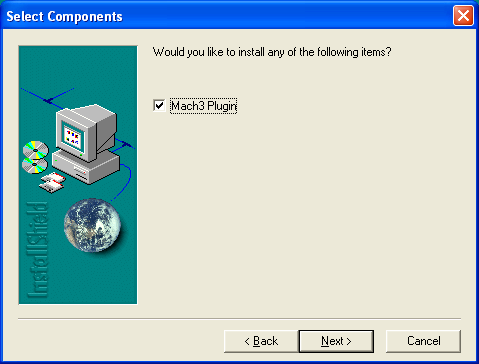 Select Components
Would you like to install any of the following items?
Mach3 Plugin
InstallShield
< Back
Next >
Cancel